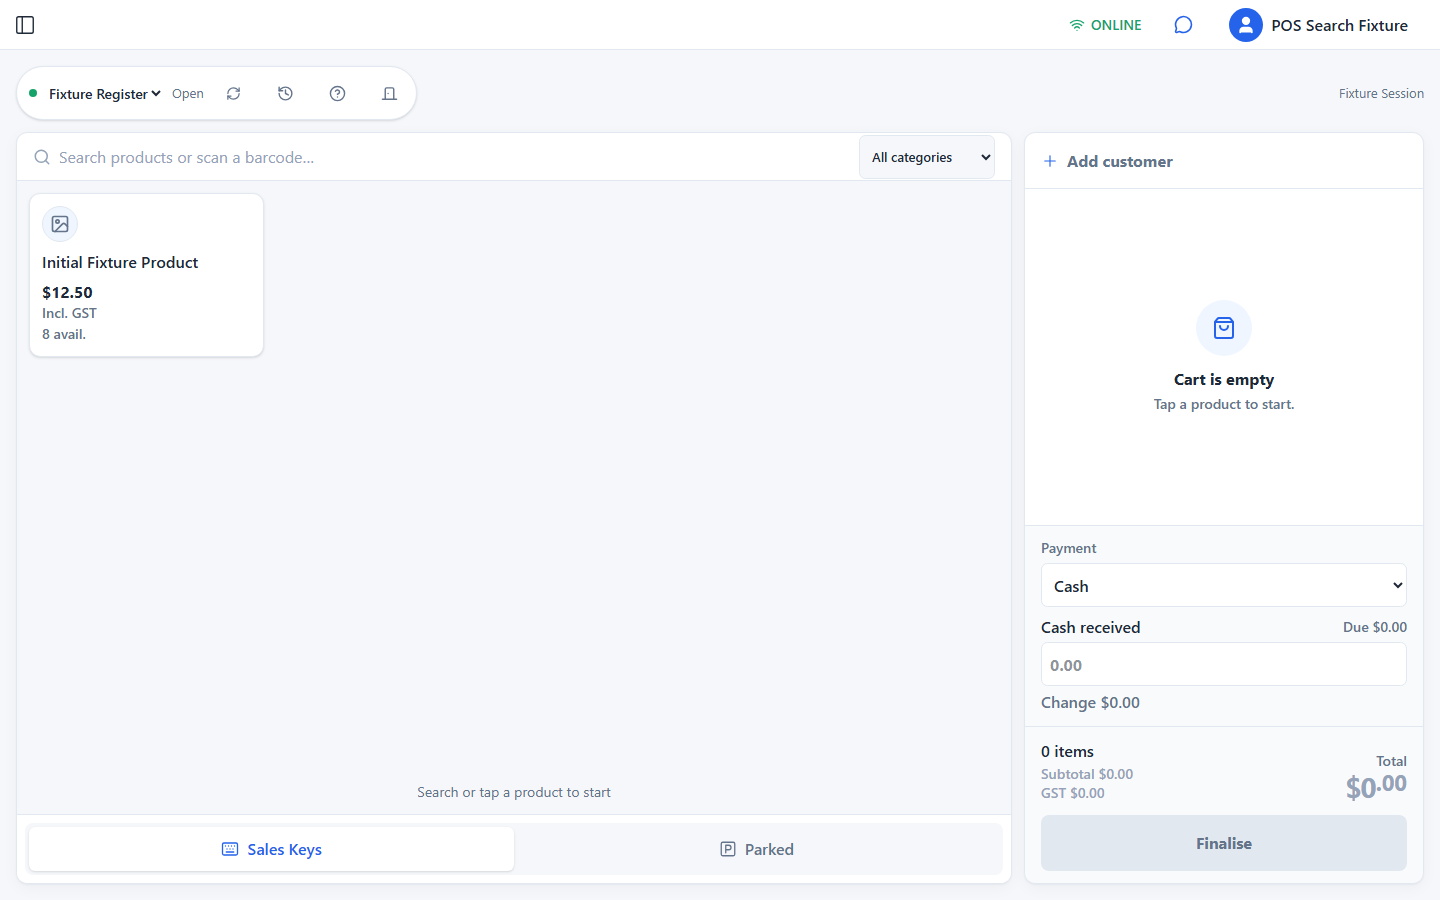 ONLINE
POS Search Fixture
Fixture Register
Open
Fixture Session
Search products or scan a barcode...
All categories
Add customer
Initial Fixture Product
$12.50
Incl. GST
8 avail.
Cart is empty
Tap a product to start.
Payment
Cash
Cash received
Due $0.00
0.00
Change $0.00
0 items
Subtotal $0.00
GST $0.00
Total
$0.00
Search or tap a product to start
Sales Keys
Parked
Finalise